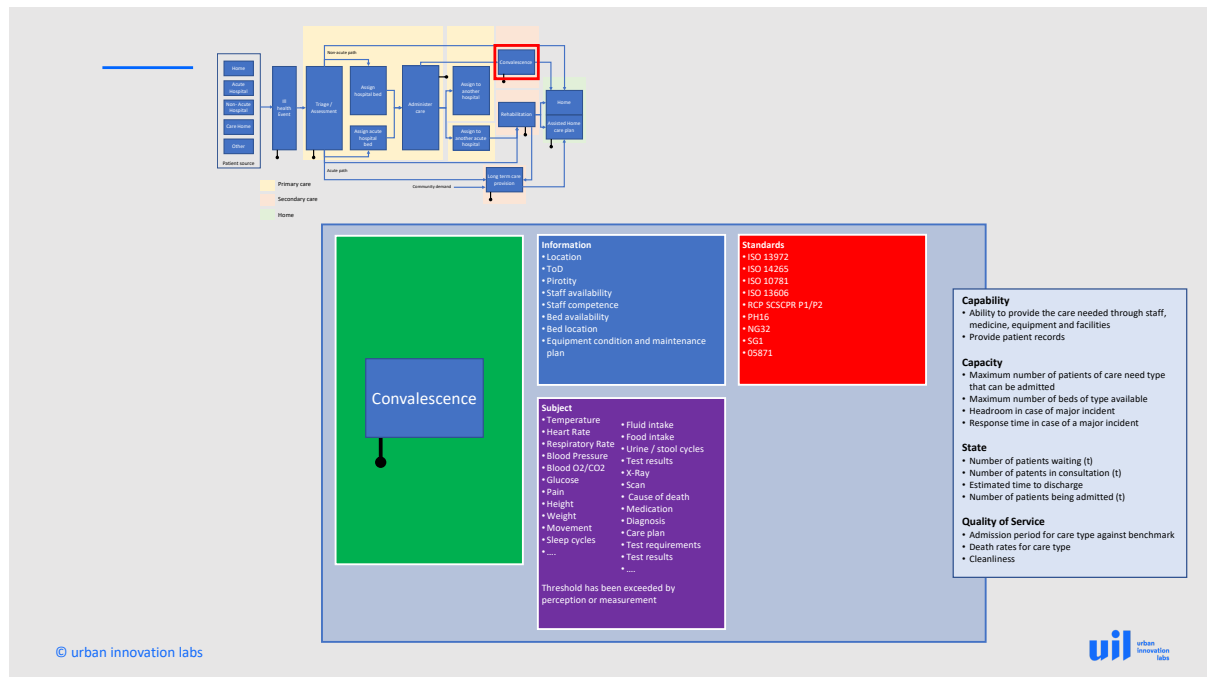 Non-acute path
Home
Acute
Hospital
Non- Acute
Hospital
Care Home
Other
Patient source
Ill
health
Event
Triage /
Assessment
Assign
hospital bed
Assign acute
hospital
bed
Administer
care
Assign to
another
hospital
Assign to
another acute
hospital
Convalescence
Rehabilitation
Home
Assisted Home
care plan
Long term care
provision
Acute path
Community demand
Primary care
Secondary care
Home
Convalescence
Information
• Location
• ToD
• Pirotity
• Staff availability
• Staff competence
• Bed availability
• Bed location
• Equipment condition and maintenance
plan
Standards
• ISO 13972
• ISO 14265
• ISO 10781
• ISO 13606
• RCP SCSCPR P1/P2
• PH16
• NG32
• SG1
• 05871
Subject
• Temperature
• Heart Rate
• Respiratory Rate
• Blood Pressure
• Blood O2/CO2
• Glucose
• Pain
• Height
• Weight
• Movement
• Sleep cycles
• ....
• Fluid intake
• Food intake
• Urine / stool cycles
• Test results
• X-Ray
• Scan
• Cause of death
• Medication
• Diagnosis
• Care plan
• Test requirements
• Test results
• ....
Threshold has been exceeded by
perception or measurement
Capability
• Ability to provide the care needed through staff,
medicine, equipment and facilities
• Provide patient records
Capacity
• Maximum number of patients of care need type
that can be admitted
• Maximum number of beds of type available
• Headroom in case of major incident
• Response time in case of a major incident
State
• Number of patients waiting (t)
• Number of patents in consultation (t)
• Estimated time to discharge
• Number of patients being admitted (t)
Quality of Service
• Admission period for care type against benchmark
• Death rates for care type
• Cleanliness
© urban innovation labs
uil
urban
innovation
labs